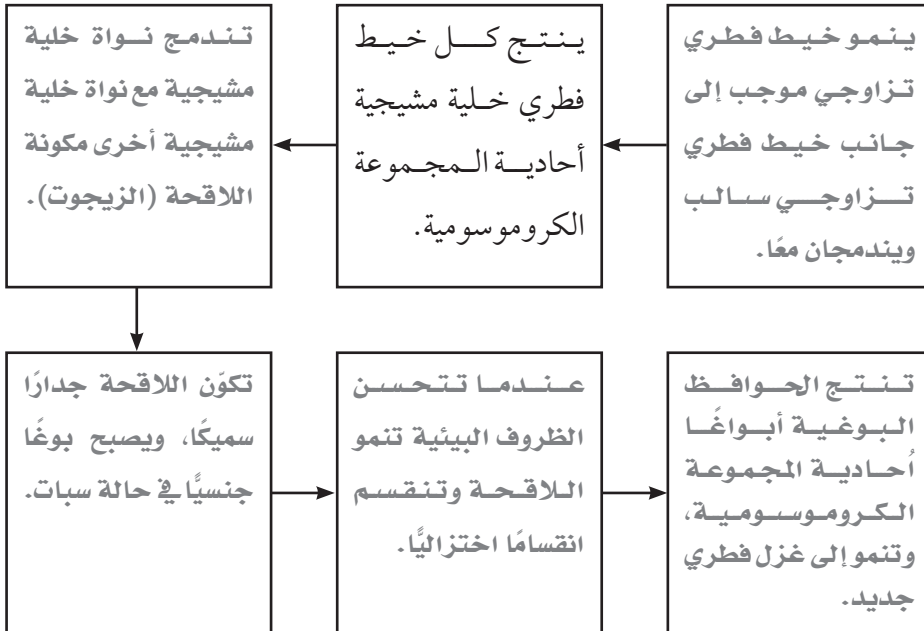 ينمو خيط فطري
تزاوجي موجب إلى
جانب خيط فطري
تزاوجي سالب
ويندمجان معًا.
ينتج كل خيط
فطري خلية مشيجية
أحادية المجموعة
الكروموسومية.
تندمج نواة خلية
مشيجية مع نواة خلية
مشيجية أخرى مكونة
اللاقحة (الزيجوت).
تكوّن اللاقحة جدارًا
سميكًا، ويصبح بوغًا
جنسيًّا في حالة سبات.
عندما تتحسن
الظروف البيئية تنمو
اللاقحة وتنقسم
انقسامًا اختزاليًّا.
تنتج الحوافظ
البوغية أبواغًا
أُحادية المجموعة
الكروموسومية،
وتنمو إلى غزل فطري
جديد.